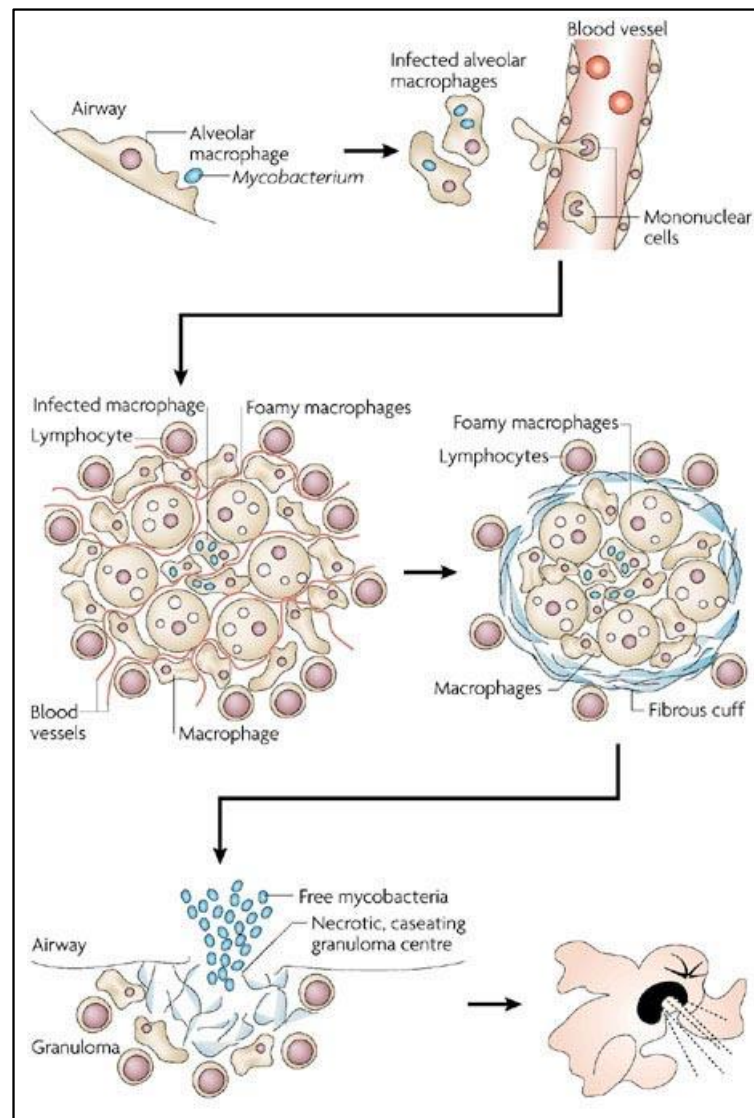 Blood vessel
Infected alveolar
macrophages
Airway
Alveolar
macrophage
Mycobacterium
Mononuclear
cells
Infected macrophage
Foamy macrophages
Lymphocyte
Foamy macrophages
Lymphocytes
Blood
vessels
Macrophage
Macrophages
Fibrous cuff
Free mycobacteria
Necrotic, caseating
granuloma centre
Airway
Granuloma